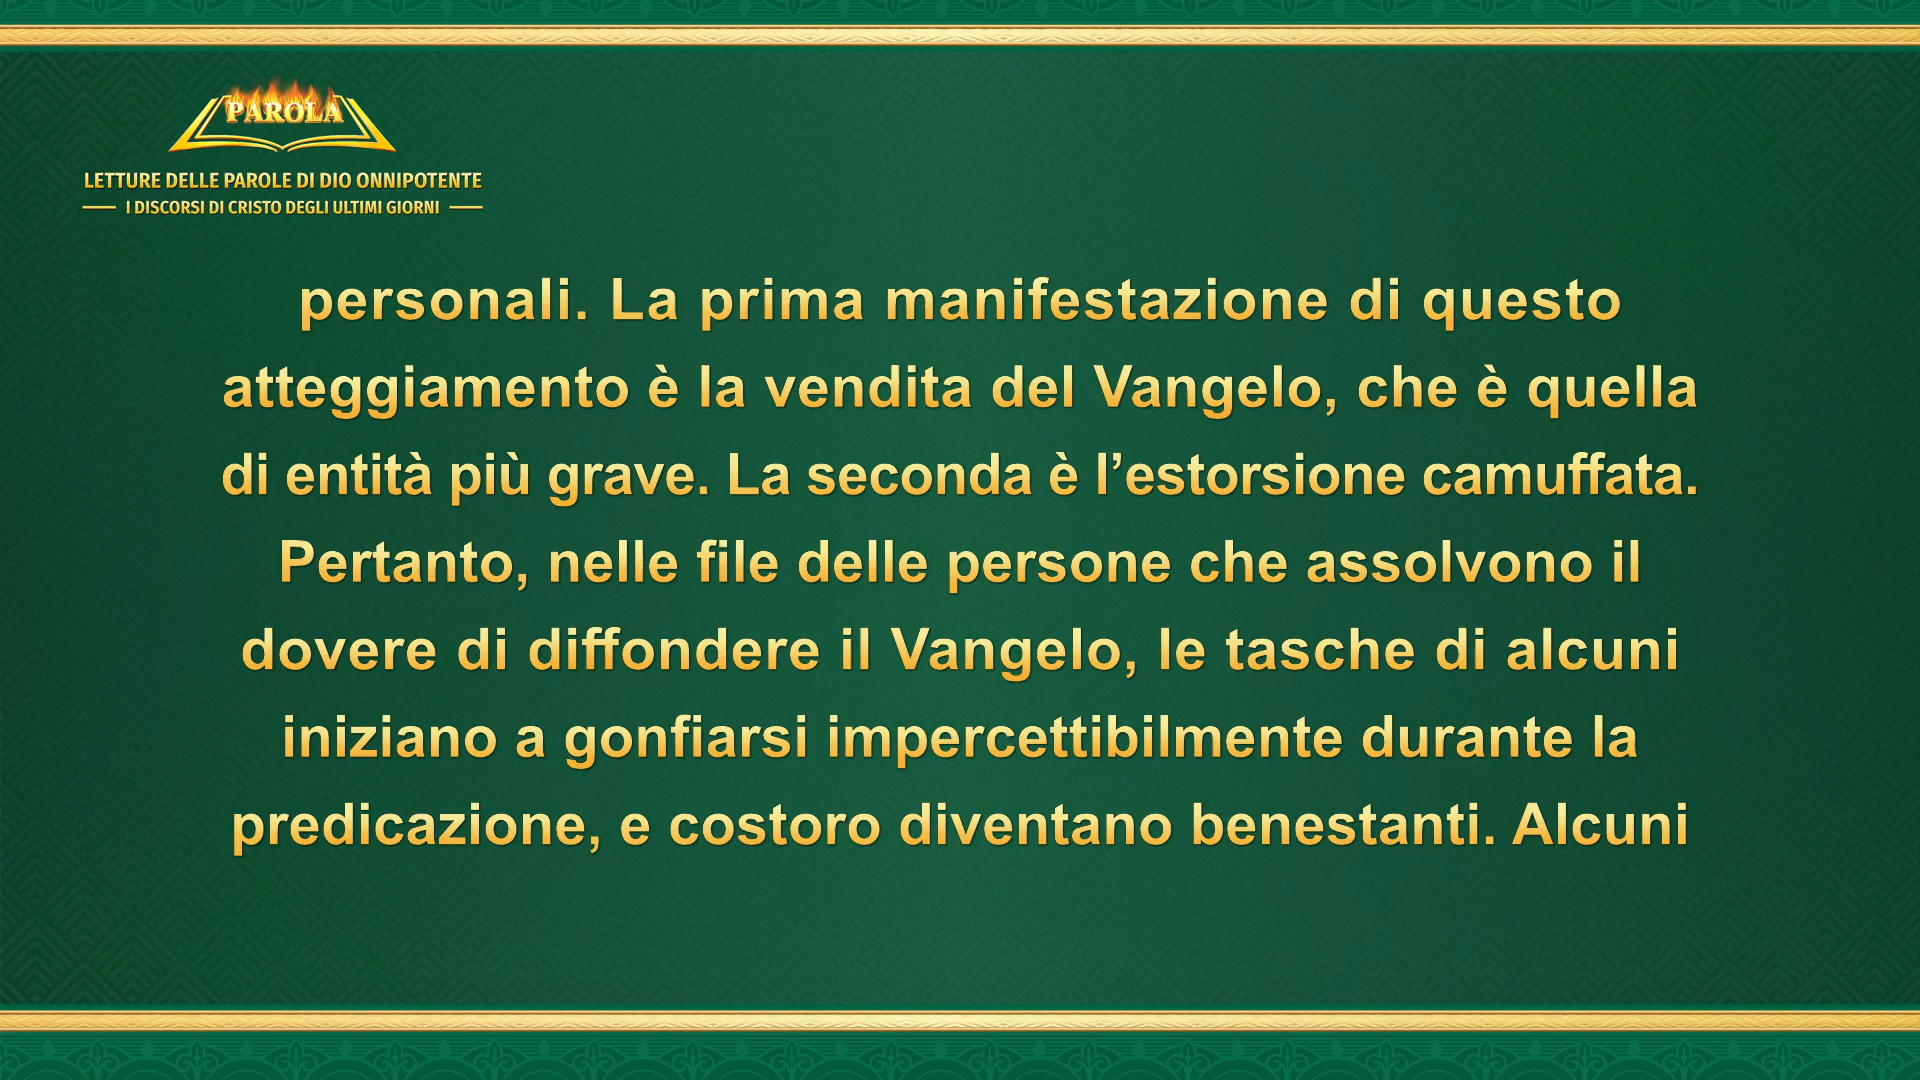 PAROLA
LETTURE DELLE PAROLE DI DIO ONNIPOTENTE
I DISCORSI DI CRISTO DEGLI ULTIMI GIORNI
personali. La prima manifestazione di questo
atteggiamento è la vendita del Vangelo, che è quella
di entità più grave. La seconda è l’estorsione camuffata.
Pertanto, nelle file delle persone che assolvono il
dovere di diffondere il Vangelo, le tasche di alcuni
iniziano a gonfiarsi impercettibilmente durante la
predicazione, e costoro diventano benestanti. Alcuni